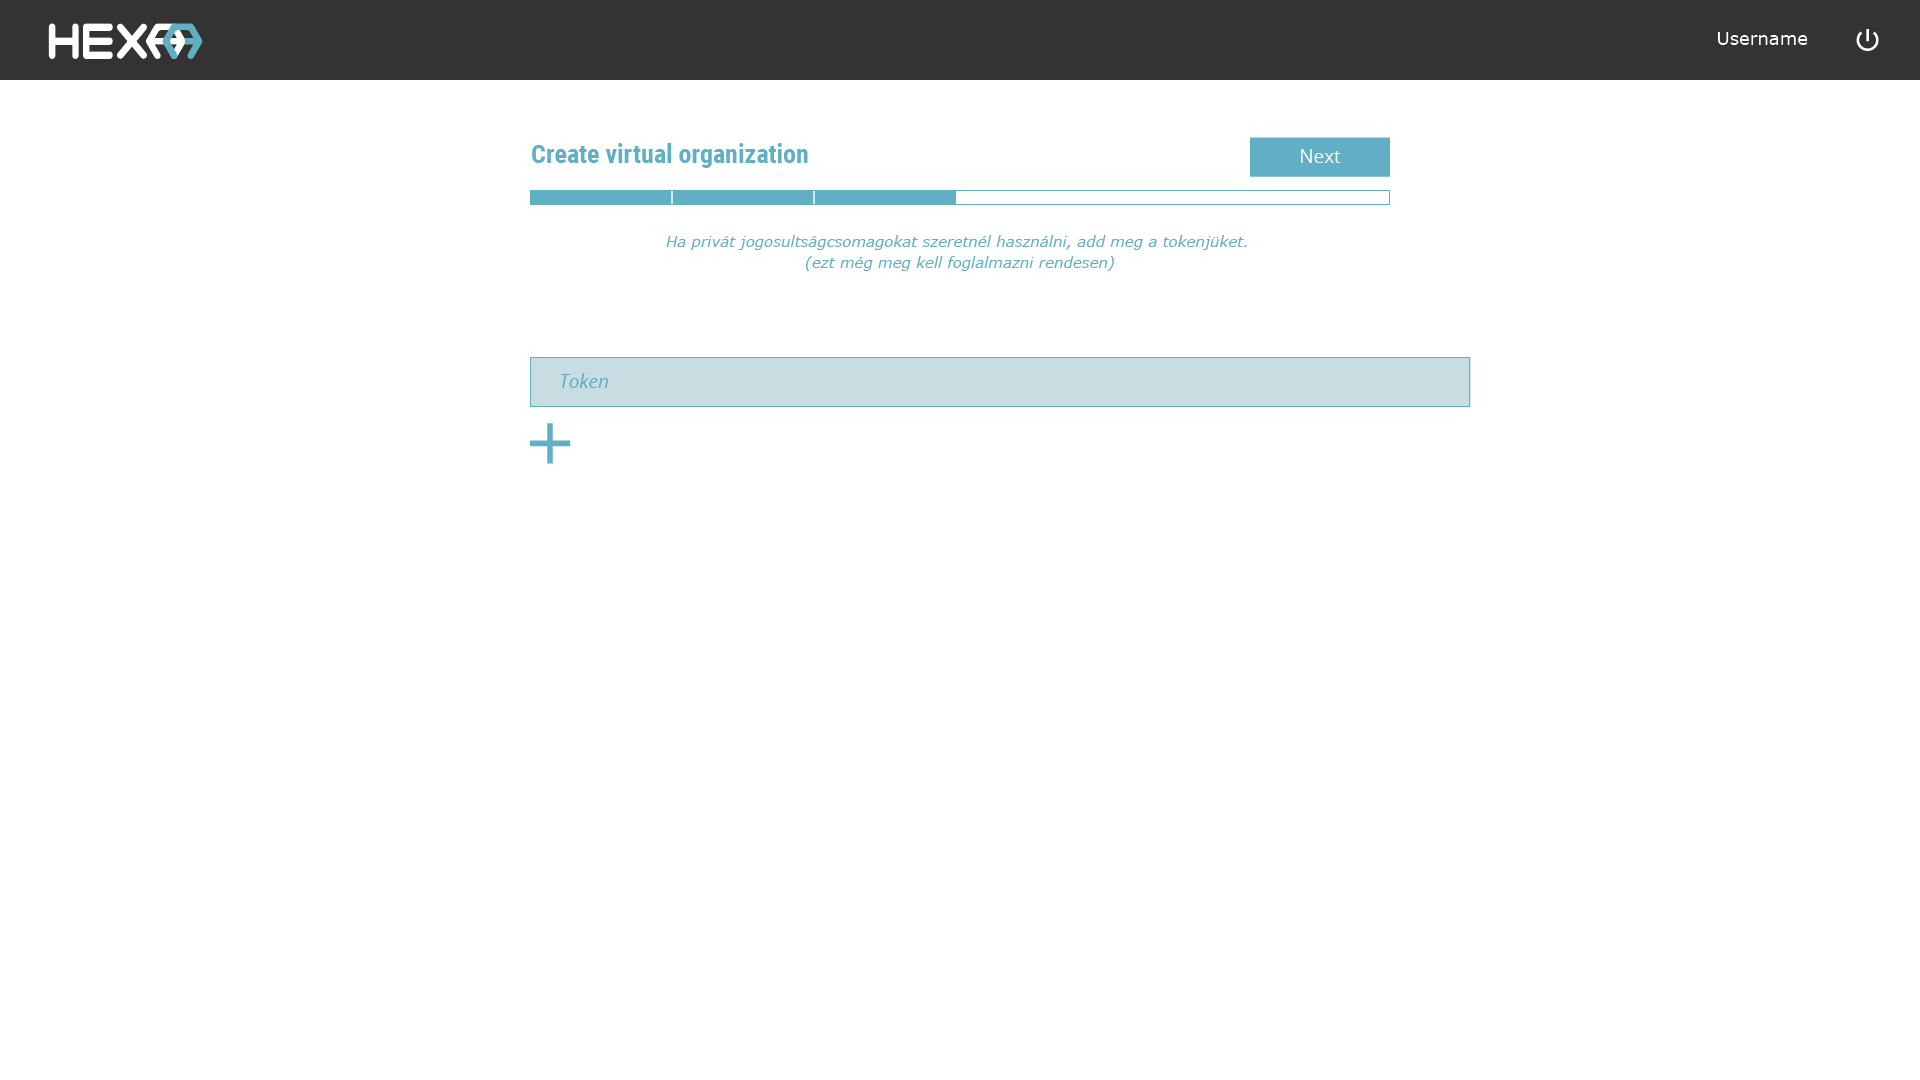 HEXAA
Username
Create virtual organization
Next
Ha privát jogosultságcsomagokat szeretnél használni, add meg a tokenjüket.
(ezt még meg kell foglalmazni rendesen)
Token